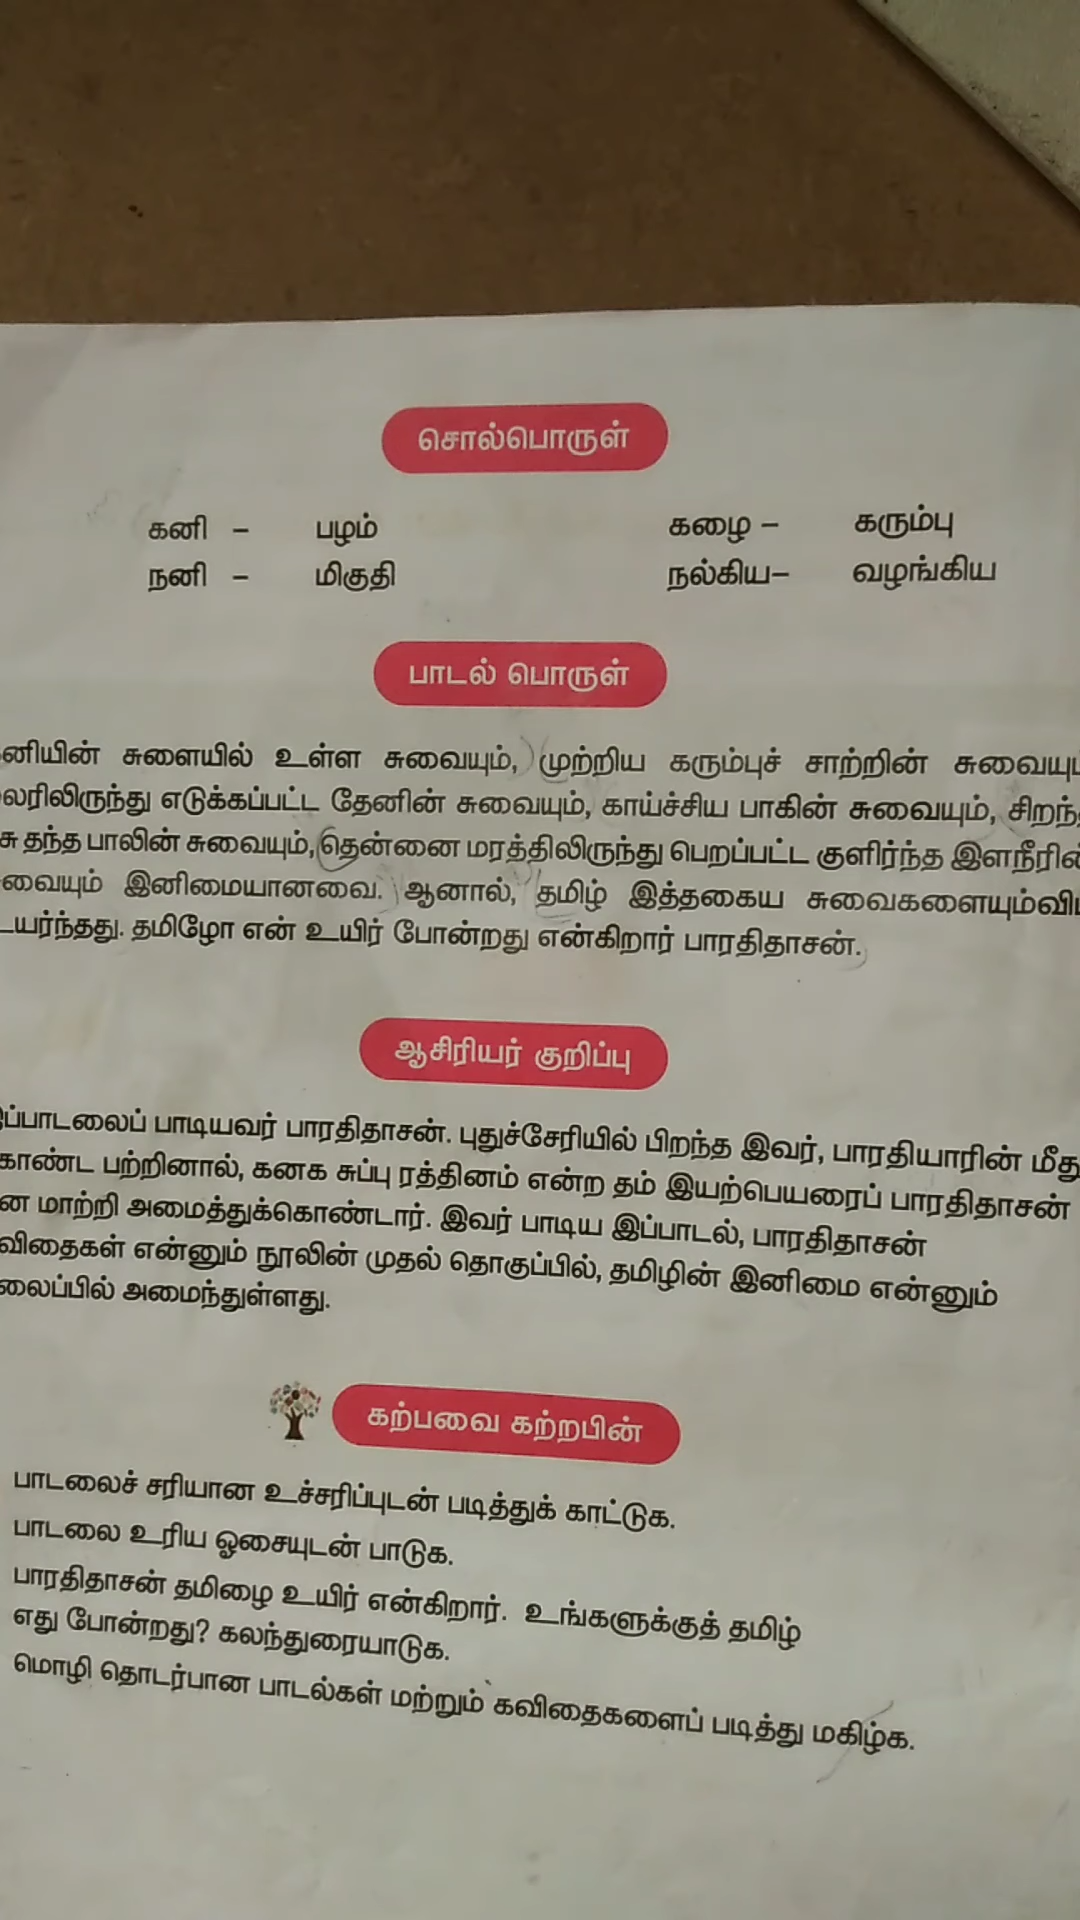 சொல்பொருள்
கனி – பழம் கழை – கரும்பு
நனி – மிகுதி நல்கிய– வழங்கிய
பாடல் பொருள்
னியின் சுளையில் உள்ள சுவையும், முற்றிய கரும்புச் சாற்றின் சுவையும்
லரிலிருந்து எடுக்கப்பட்ட தேனின் சுவையும், காய்ச்சிய பாகின் சுவையும், சிறந்த
சு தந்த பாலின் சுவையும், தென்னை மரத்திலிருந்து பெறப்பட்ட குளிர்ந்த இளநீரின்
வையும் இனிமையானவை. ஆனால், தமிழ் இத்தகைய சுவைகளையும்விட
யர்ந்தது. தமிழோ என் உயிர் போன்றது என்கிறார் பாரதிதாசன்.
ஆசிரியர் குறிப்பு
இப்பாடலைப் பாடியவர் பாரதிதாசன். புதுச்சேரியில் பிறந்த இவர், பாரதியாரின் மீது
காண்ட பற்றினால், கனக சுப்பு ரத்தினம் என்ற தம் இயற்பெயரைப் பாரதிதாசன்
ன மாற்றி அமைத்துக்கொண்டார். இவர் பாடிய இப்பாடல், பாரதிதாசன்
விதைகள் என்னும் நூலின் முதல் தொகுப்பில், தமிழின் இனிமை என்னும்
லைப்பில் அமைந்துள்ளது.
கற்பவை கற்றபின்
பாடலைச் சரியான உச்சரிப்புடன் படித்துக் காட்டுக.
பாடலை உரிய ஓசையுடன் பாடுக.
பாரதிதாசன் தமிழை உயிர் என்கிறார். உங்களுக்குத் தமிழ்
எது போன்றது? கலந்துரையாடுக.
மொழி தொடர்பான பாடல்கள் மற்றும் கவிதைகளைப் படித்து மகிழ்க.